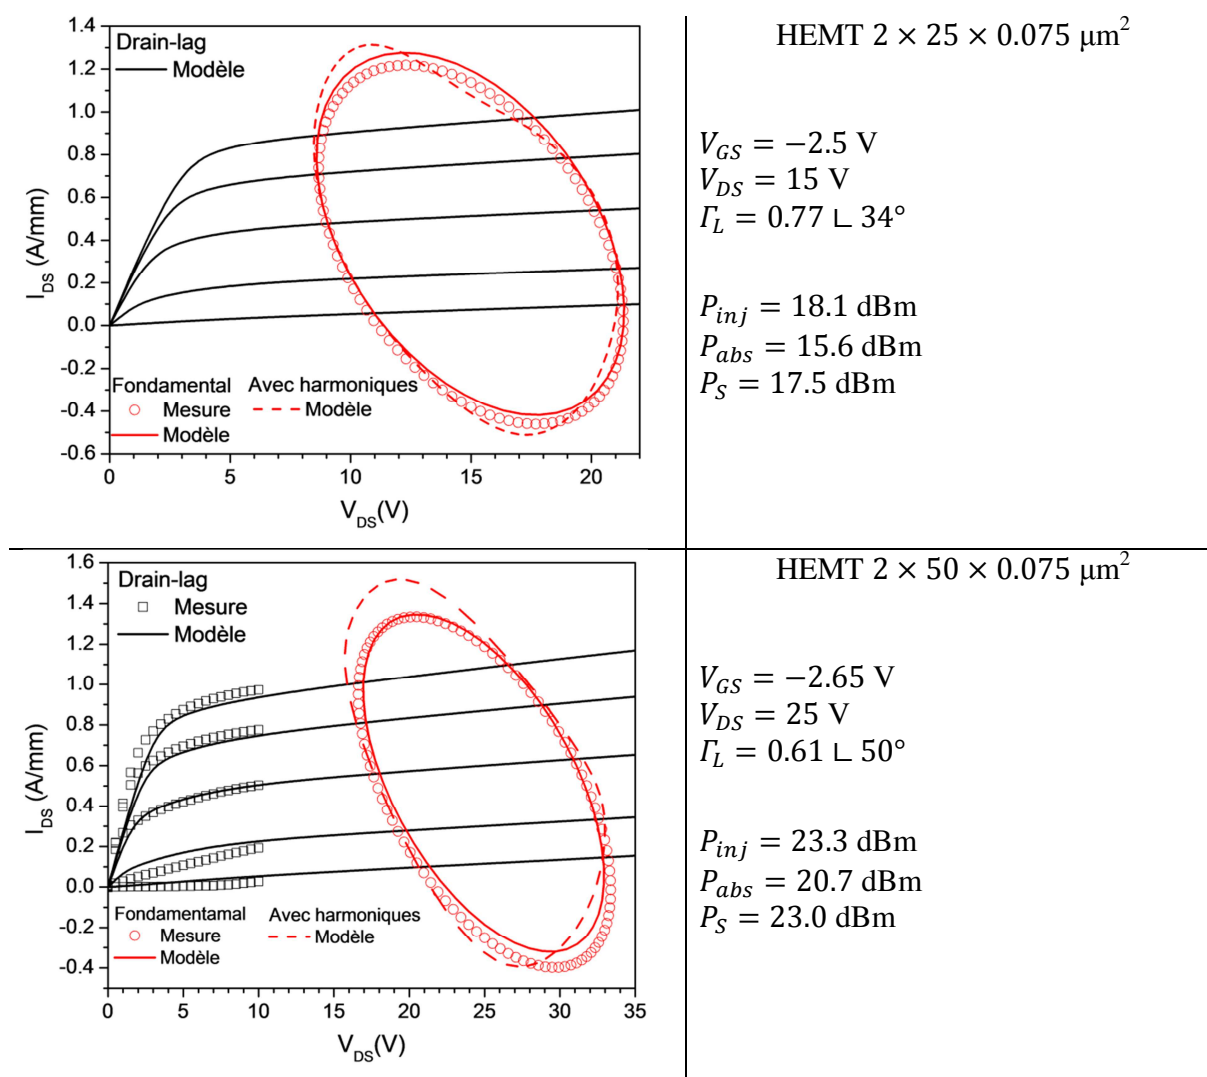 1.4
1.2
1.0
0.8
0.6
0.4
0.2
0.0
-0.2
-0.4
-0.6
I_DS (A/mm)
Drain-lag
Modèle
Fondamental Avec harmoniques
Mesure Modèle
Modèle
0 5 10 15 20
V_DS(V)
HEMT 2 × 25 × 0.075 μm²
V_GS = −2.5 V
V_DS = 15 V
Γ_L = 0.77 ∟ 34°
P_inj = 18.1 dBm
P_abs = 15.6 dBm
P_S = 17.5 dBm
1.6
1.4
1.2
1.0
0.8
0.6
0.4
0.2
0.0
-0.2
-0.4
I_DS (A/mm)
Drain-lag
Mesure
Modèle
Fondamentamal Avec harmoniques
Mesure Modèle
Modèle
0 5 10 15 20 25 30 35
V_DS(V)
HEMT 2 × 50 × 0.075 μm²
V_GS = −2.65 V
V_DS = 25 V
Γ_L = 0.61 ∟ 50°
P_inj = 23.3 dBm
P_abs = 20.7 dBm
P_S = 23.0 dBm